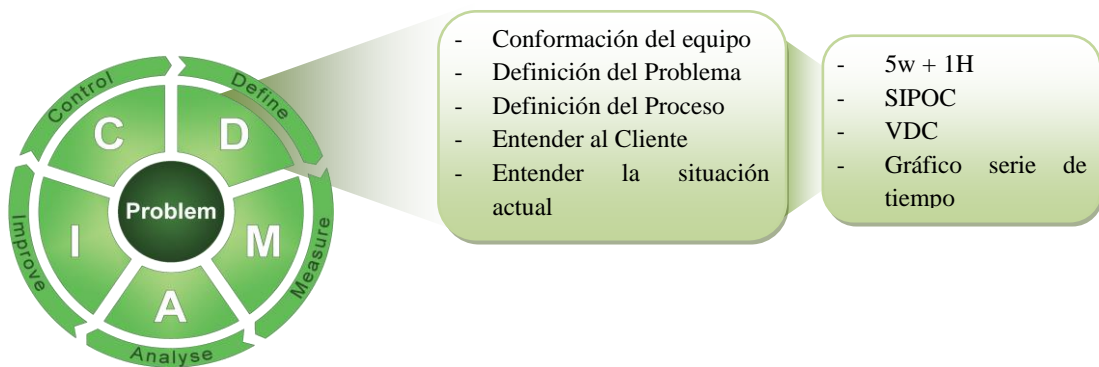 Control
Define
Measure
Analyse
Improve
C
D
M
A
I
Problem
- Conformación del equipo
- Definición del Problema
- Definición del Proceso
- Entender al Cliente
- Entender la situación
actual
- 5w + 1H
- SIPOC
- VDC
- Gráfico serie de
tiempo